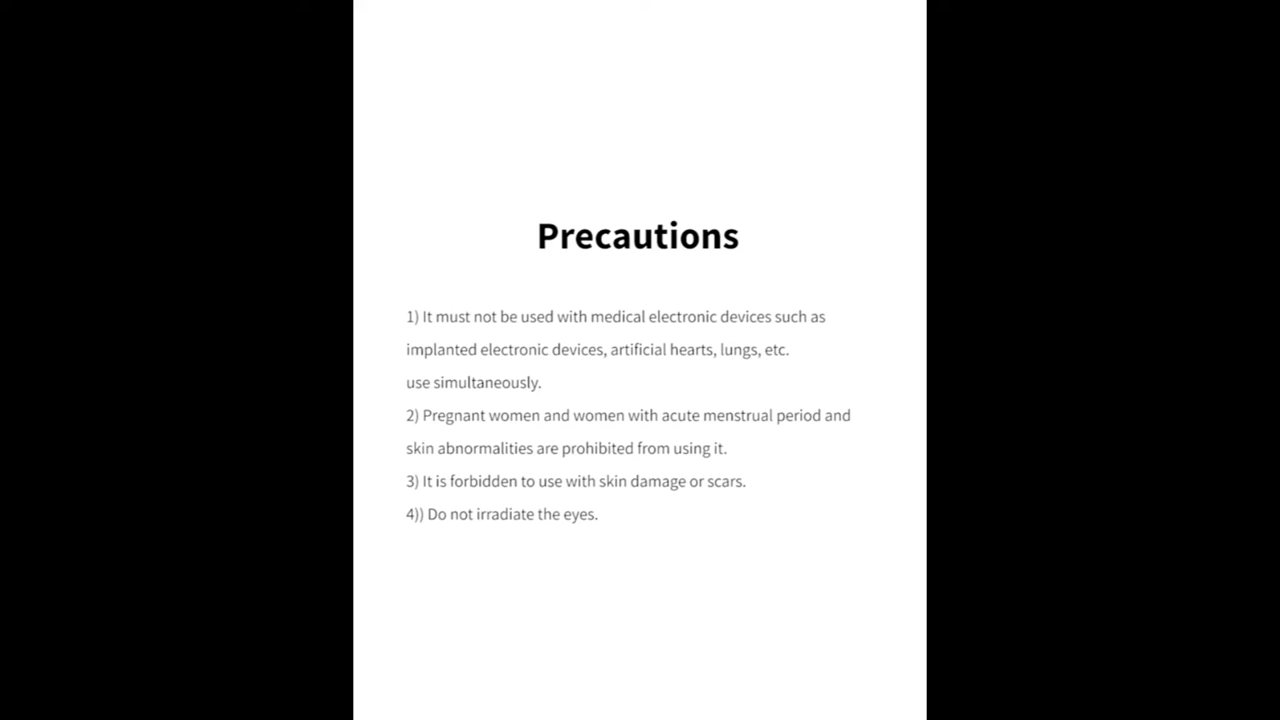 Precautions
1) It must not be used with medical electronic devices such as
implanted electronic devices, artificial hearts, lungs, etc.
use simultaneously.
2) Pregnant women and women with acute menstrual period and
skin abnormalities are prohibited from using it.
3) It is forbidden to use with skin damage or scars.
4)) Do not irradiate the eyes.